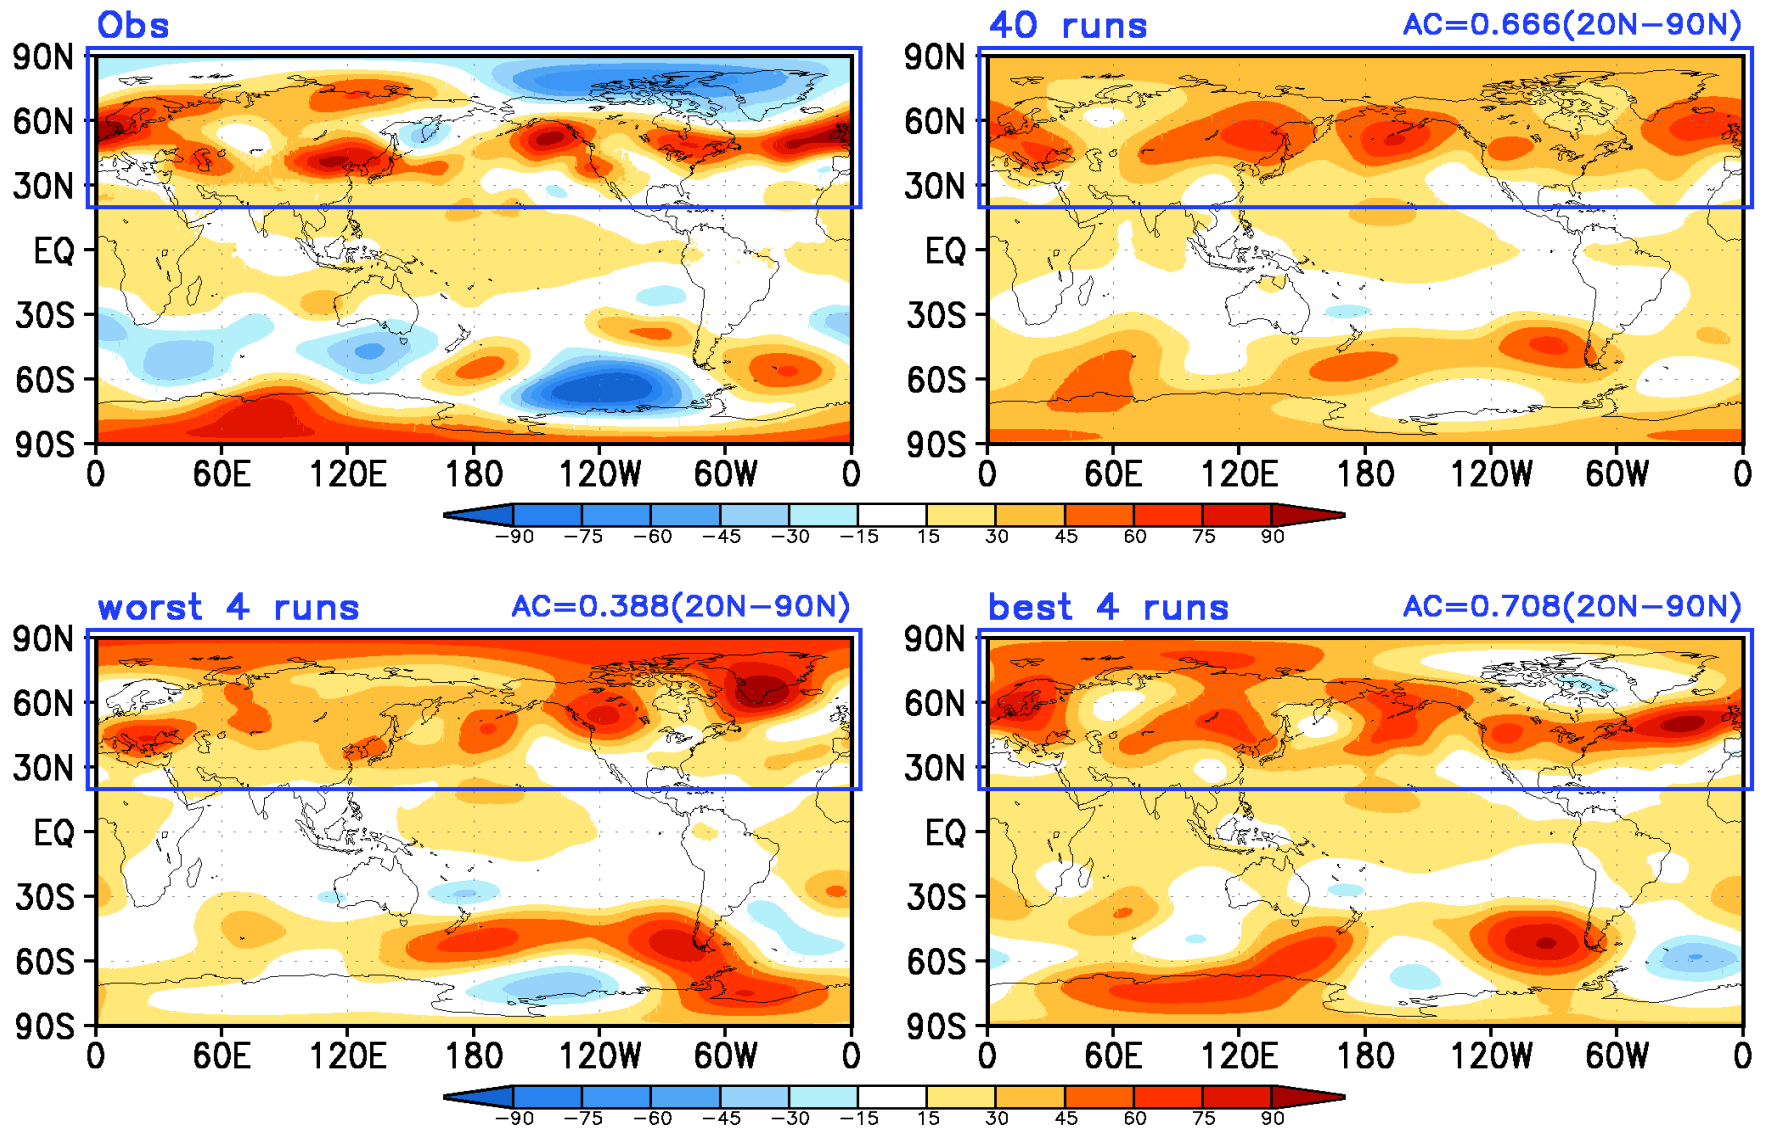 Obs
40 runs AC=0.666(20N−90N)
90N
60N
30N
EQ
30S
60S
90S
0 60E 120E 180 120W 60W 0
90N
60N
30N
EQ
30S
60S
90S
0 60E 120E 180 120W 60W 0
−90 −75 −60 −45 −30 −15 15 30 45 60 75 90
worst 4 runs AC=0.388(20N−90N)
best 4 runs AC=0.708(20N−90N)
90N
60N
30N
EQ
30S
60S
90S
0 60E 120E 180 120W 60W 0
90N
60N
30N
EQ
30S
60S
90S
0 60E 120E 180 120W 60W 0
−90 −75 −60 −45 −30 −15 15 30 45 60 75 90